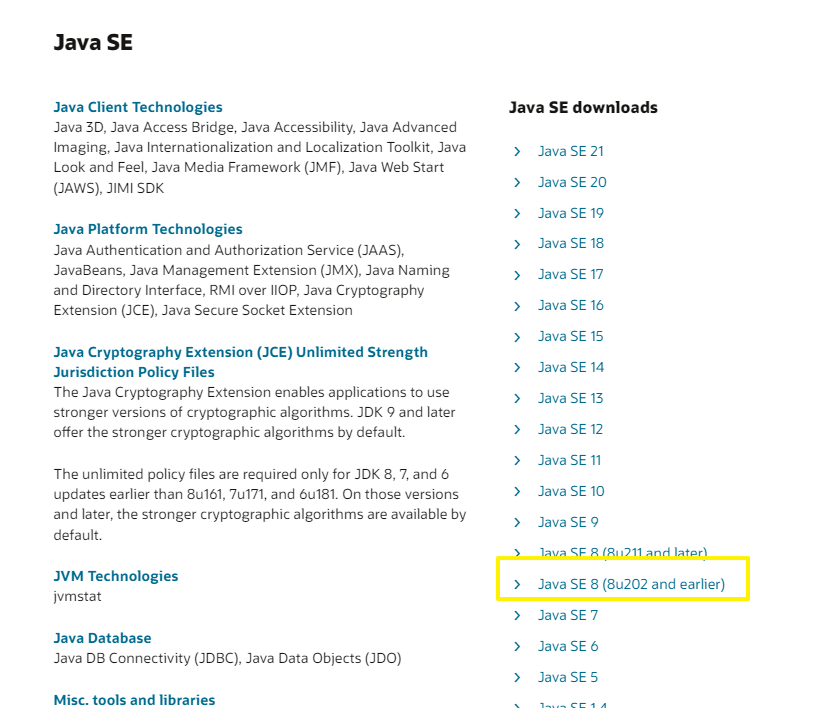 Java SE
Java Client Technologies
Java 3D, Java Access Bridge, Java Accessibility, Java Advanced
Imaging, Java Internationalization and Localization Toolkit, Java
Look and Feel, Java Media Framework (JMF), Java Web Start
(JAWS), JIMI SDK
Java Platform Technologies
Java Authentication and Authorization Service (JAAS),
JavaBeans, Java Management Extension (JMX), Java Naming
and Directory Interface, RMI over IIOP, Java Cryptography
Extension (JCE), Java Secure Socket Extension
Java Cryptography Extension (JCE) Unlimited Strength
Jurisdiction Policy Files
The Java Cryptography Extension enables applications to use
stronger versions of cryptographic algorithms. JDK 9 and later
offer the stronger cryptographic algorithms by default.
The unlimited policy files are required only for JDK 8, 7, and 6
updates earlier than 8u161, 7u171, and 6u181. On those versions
and later, the stronger cryptographic algorithms are available by
default.
JVM Technologies
jvmstat
Java Database
Java DB Connectivity (JDBC), Java Data Objects (JDO)
Misc. tools and libraries
Java SE downloads
Java SE 21
Java SE 20
Java SE 19
Java SE 18
Java SE 17
Java SE 16
Java SE 15
Java SE 14
Java SE 13
Java SE 12
Java SE 11
Java SE 10
Java SE 9
Java SE 8 (8u211 and later)
Java SE 8 (8u202 and earlier)
Java SE 7
Java SE 6
Java SE 5
Java SE 1.4